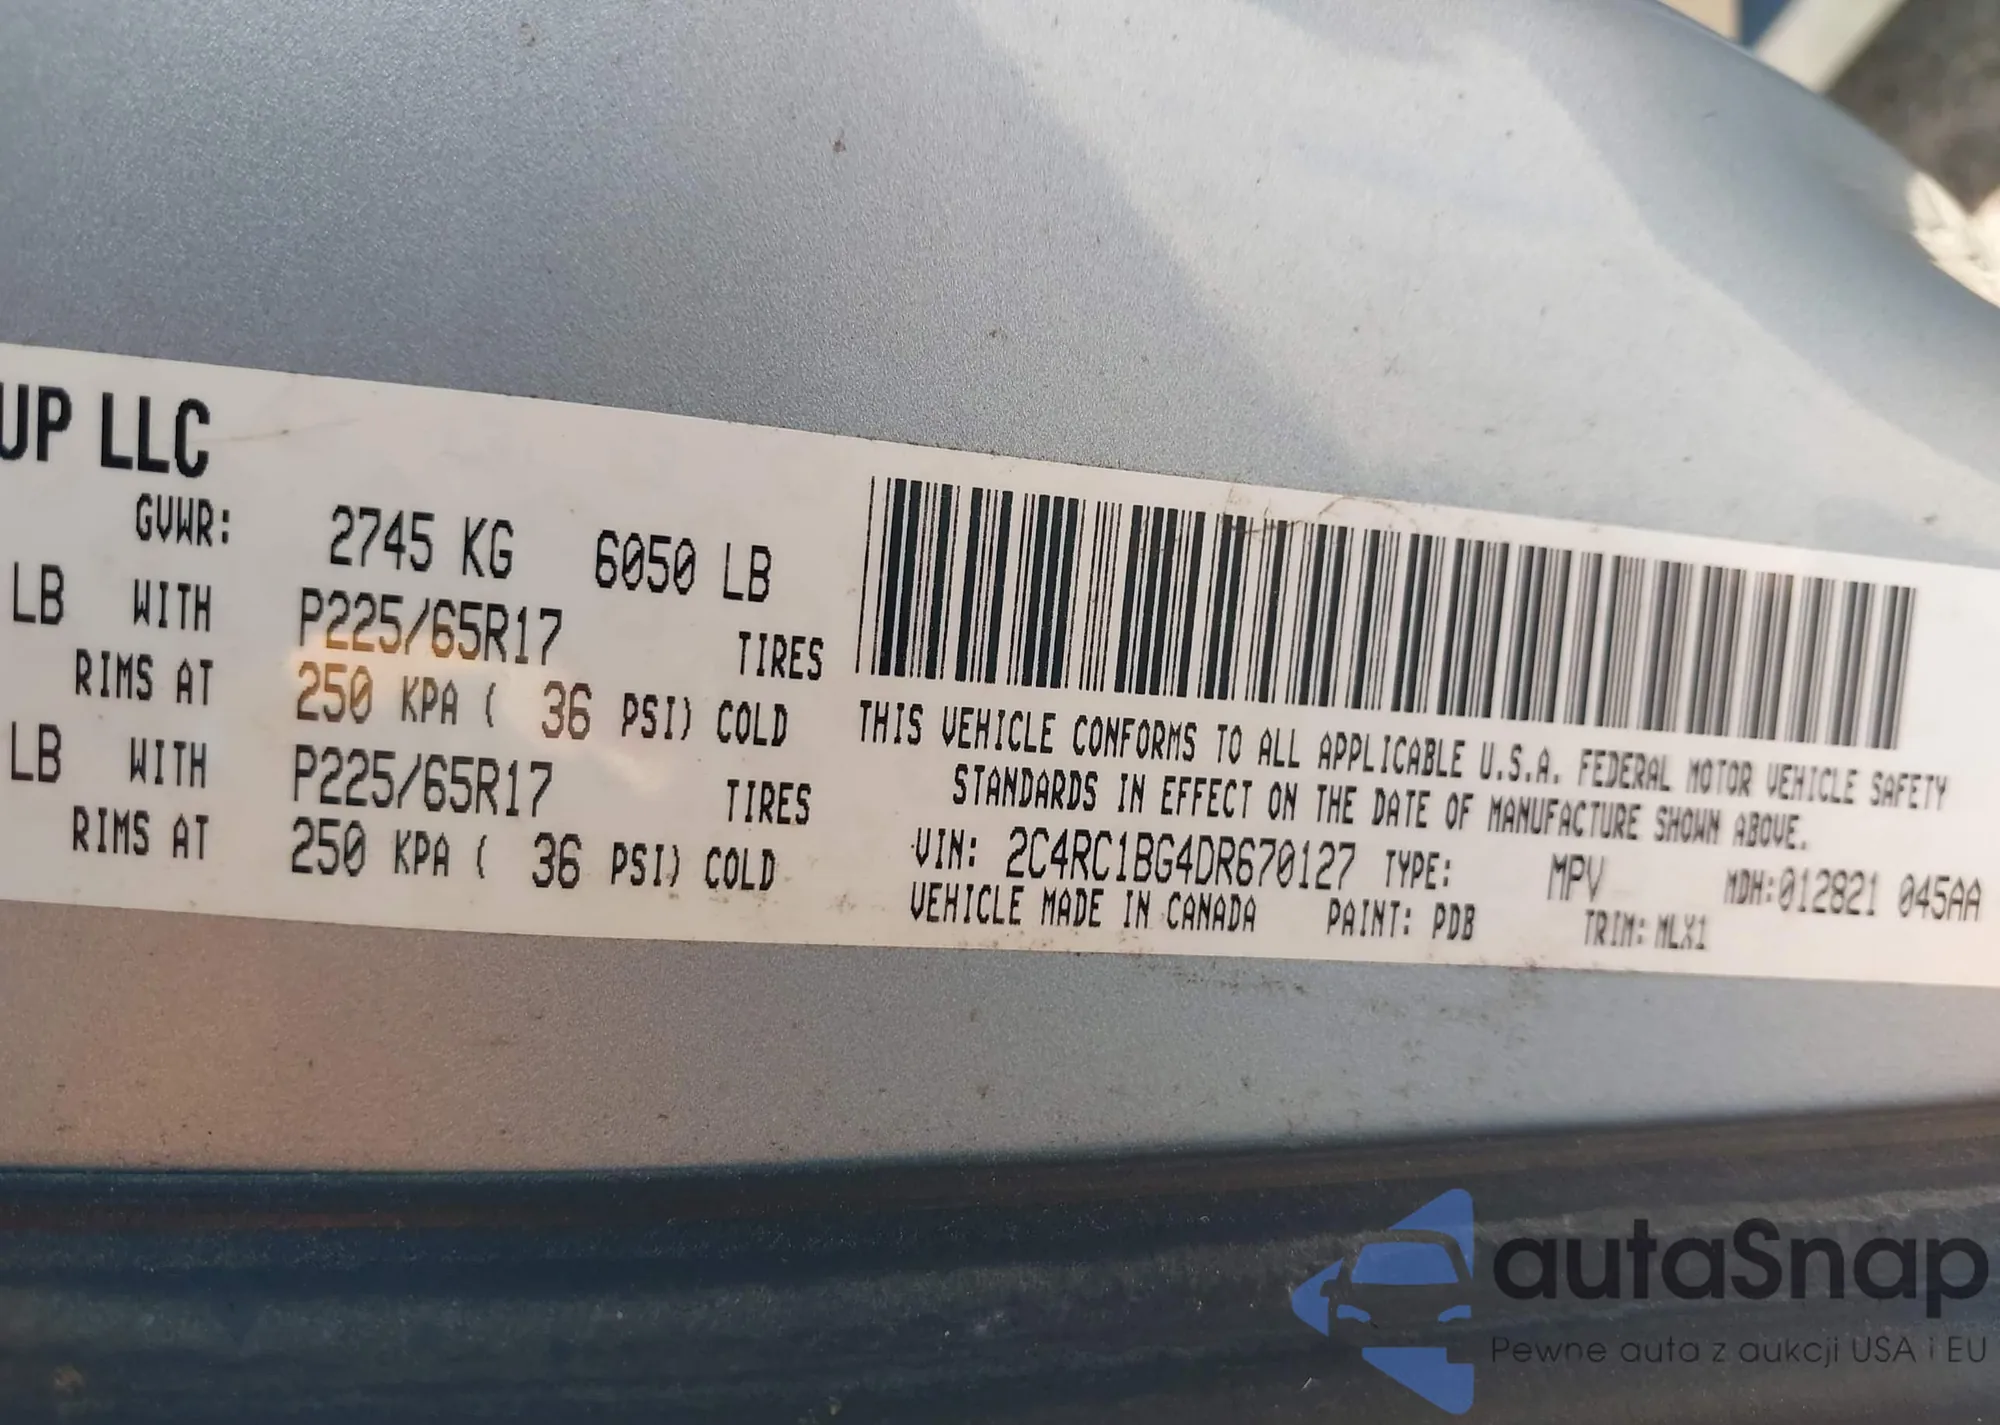 UP LLC
GVWR: 2745 KG 6050 LB
LB WITH P225/65R17 TIRES
RIMS AT 250 KPA ( 36 PSI) COLD
LB WITH P225/65R17 TIRES
RIMS AT 250 KPA ( 36 PSI) COLD
THIS VEHICLE CONFORMS TO ALL APPLICABLE U.S.A. FEDERAL MOTOR VEHICLE SAFETY
STANDARDS IN EFFECT ON THE DATE OF MANUFACTURE SHOWN ABOVE.
VIN: 2C4RC1BG4DR670127 TYPE: MPV MDH:012821 045AA
VEHICLE MADE IN CANADA PAINT: PDB TRIM: MLX1
autaSnap
Pewne auta z aukcji USA i EU